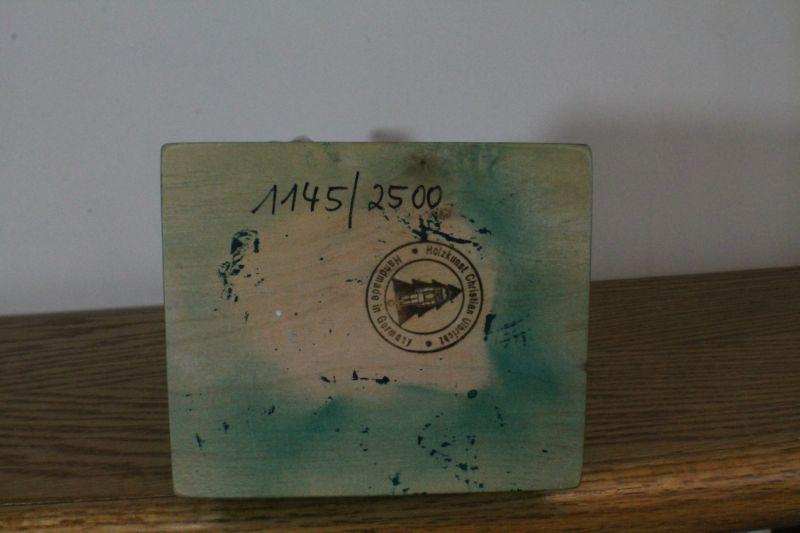 1145/2500
Holzkunst Christian Ulbricht
Handmade in Germany